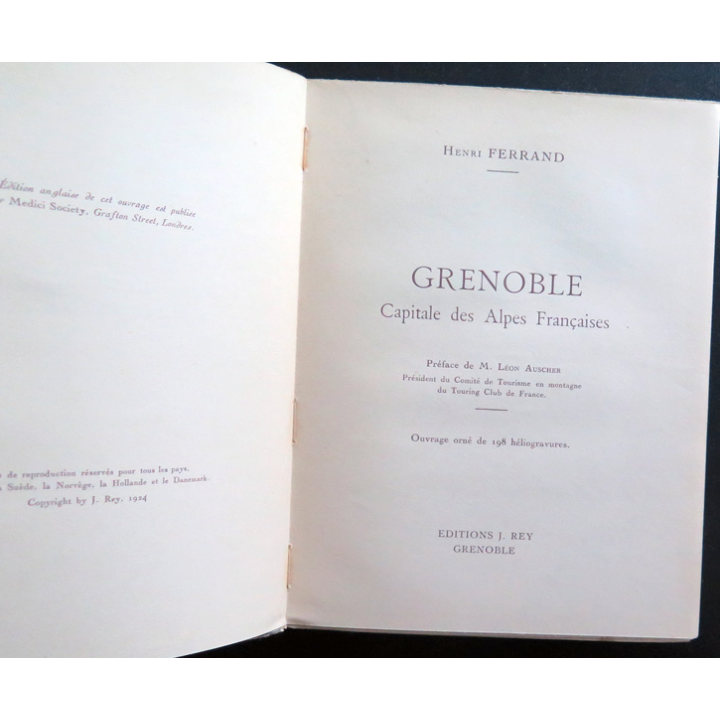 Édition anglaise de cet ouvrage est publiée
Medici Society, Grafton Street, Londres.
de reproduction réservés pour tous les pays,
Suède, la Norvège, la Hollande et le Danemark.
Copyright by J. Rey, 1924
Henri FERRAND
GRENOBLE
Capitale des Alpes Françaises
Préface de M. Léon Auscher
Président du Comité de Tourisme en montagne
du Touring Club de France.
Ouvrage orné de 198 héliogravures.
EDITIONS J. REY
GRENOBLE